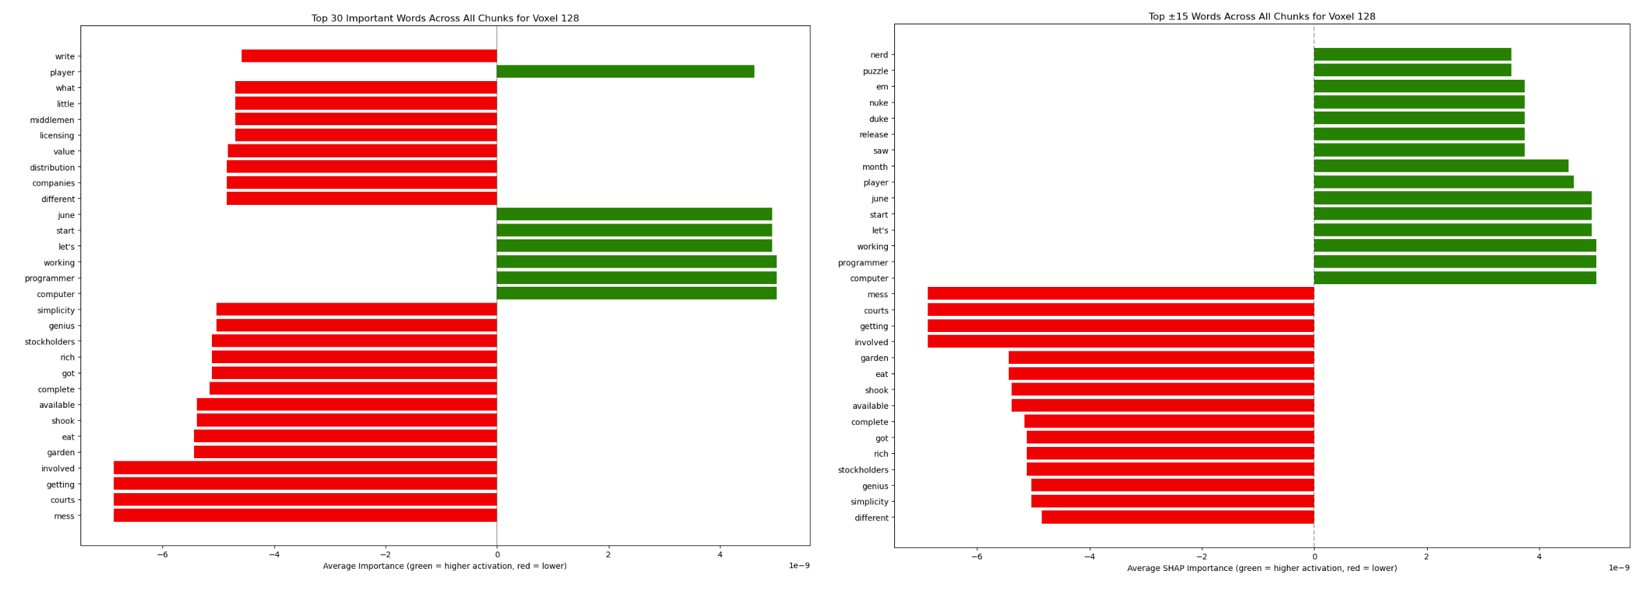 Top 30 Important Words Across All Chunks for Voxel 128
write
player
what
little
middlemen
licensing
value
distribution
companies
different
june
start
let's
working
programmer
computer
simplicity
genius
stockholders
rich
got
complete
available
shook
eat
garden
involved
getting
courts
mess
−6 −4 −2 0 2 4
1e−9
Average Importance (green = higher activation, red = lower)
Top ±15 Words Across All Chunks for Voxel 128
nerd
puzzle
em
nuke
duke
release
saw
month
player
june
start
let's
working
programmer
computer
mess
courts
getting
involved
garden
eat
shook
available
complete
got
rich
stockholders
genius
simplicity
different
−6 −4 −2 0 2 4
1e−9
Average SHAP Importance (green = higher activation, red = lower)